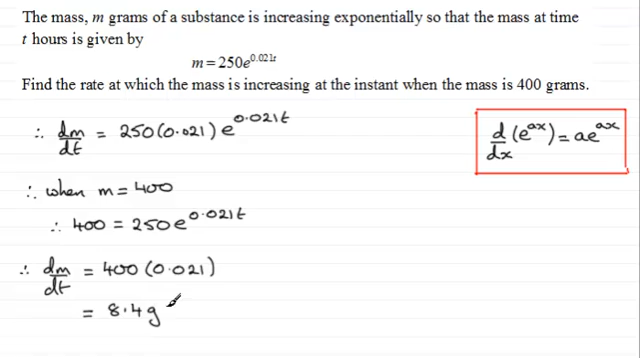 The mass, m grams of a substance is increasing exponentially so that the mass at time
t hours is given by
m = 250e^0.021t
Find the rate at which the mass is increasing at the instant when the mass is 400 grams.
∴ dm/dt = 250(0.021)e^0.021t
d/dx (e^ax) = ae^ax
∴ when m = 400
∴ 400 = 250e^0.021t
∴ dm/dt = 400(0.021)
= 8.4g